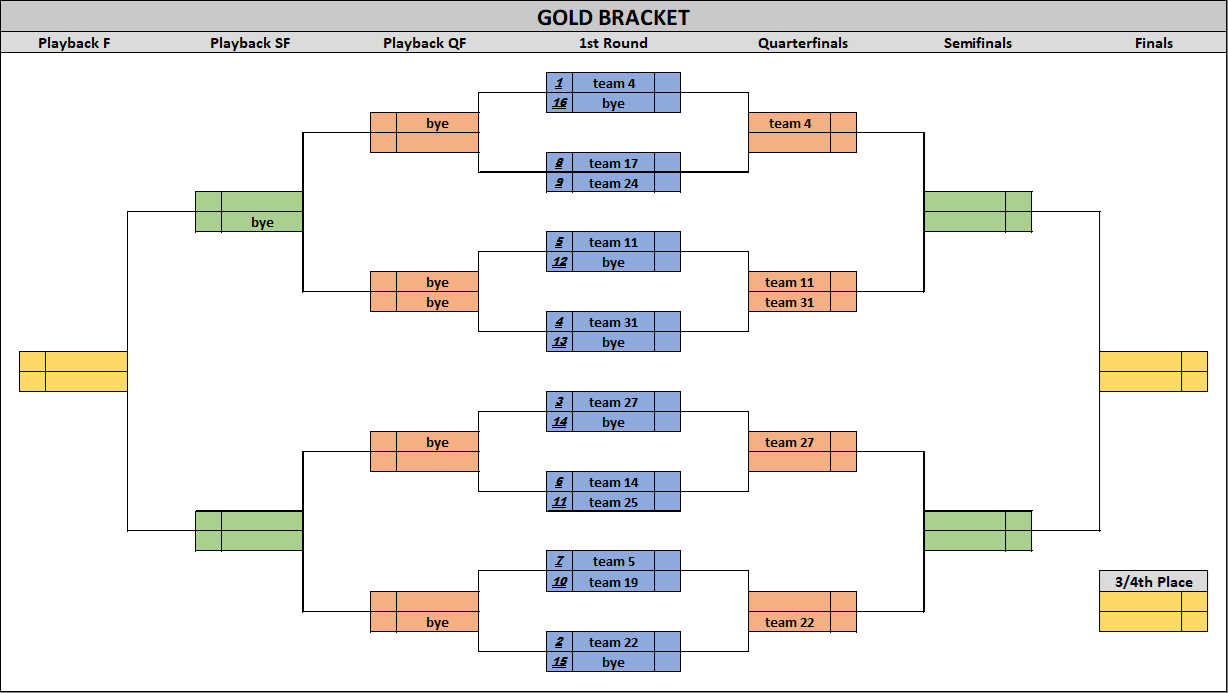 GOLD BRACKET
Playback F Playback SF Playback QF 1st Round Quarterfinals Semifinals Finals
1 team 4
16 bye
bye
team 4
8 team 17
9 team 24
bye
5 team 11
12 bye
bye
bye
team 11
team 31
4 team 31
13 bye
3 team 27
14 bye
bye
team 27
6 team 14
11 team 25
7 team 5
10 team 19
3/4th Place
bye
team 22
2 team 22
15 bye